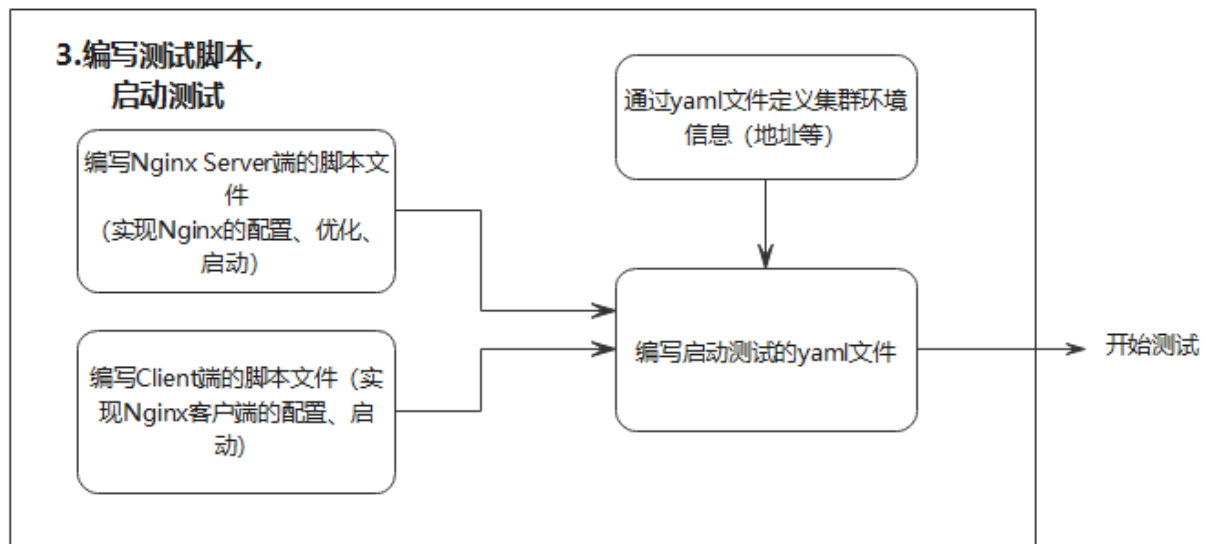 3.编写测试脚本,
启动测试
通过yaml文件定义集群环境
信息（地址等）
编写Nginx Server端的脚本文
件
（实现Nginx的配置、优化、
启动）
编写启动测试的yaml文件
开始测试
编写Client端的脚本文件（实
现Nginx客户端的配置、启
动）